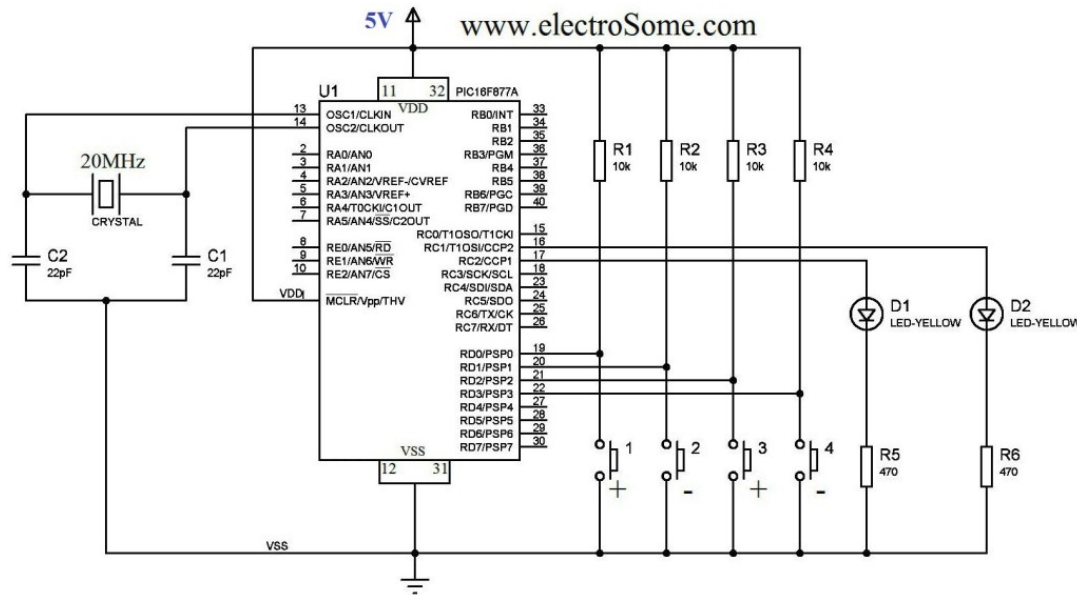 5V
www.electroSome.com
U1
11 32
VDD
PIC16F877A
13 OSC1/CLKIN
14 OSC2/CLKOUT
2 RA0/AN0
3 RA1/AN1
4 RA2/AN2/VREF-/CVREF
5 RA3/AN3/VREF+
6 RA4/T0CKI/C1OUT
7 RA5/AN4/SS/C2OUT
8 RE0/AN5/RD
9 RE1/AN6/WR
10 RE2/AN7/CS
VDD 1 MCLR/Vpp/THV
RB0/INT 33
RB1 34
RB2 35
RB3/PGM 36
RB4 37
RB5 38
RB6/PGC 39
RB7/PGD 40
RC0/T1OSO/T1CKI 15
RC1/T1OSI/CCP2 16
RC2/CCP1 17
RC3/SCK/SCL 18
RC4/SDI/SDA 23
RC5/SDO 24
RC6/TX/CK 25
RC7/RX/DT 26
RD0/PSP0 19
RD1/PSP1 20
RD2/PSP2 21
RD3/PSP3 22
RD4/PSP4 27
RD5/PSP5 28
RD6/PSP6 29
RD7/PSP7 30
VSS
12 31
20MHz
CRYSTAL
C2
22pF
C1
22pF
R1
10k
R2
10k
R3
10k
R4
10k
D1
LED-YELLOW
D2
LED-YELLOW
1
+
2
-
3
+
4
-
R5
470
R6
470
VSS